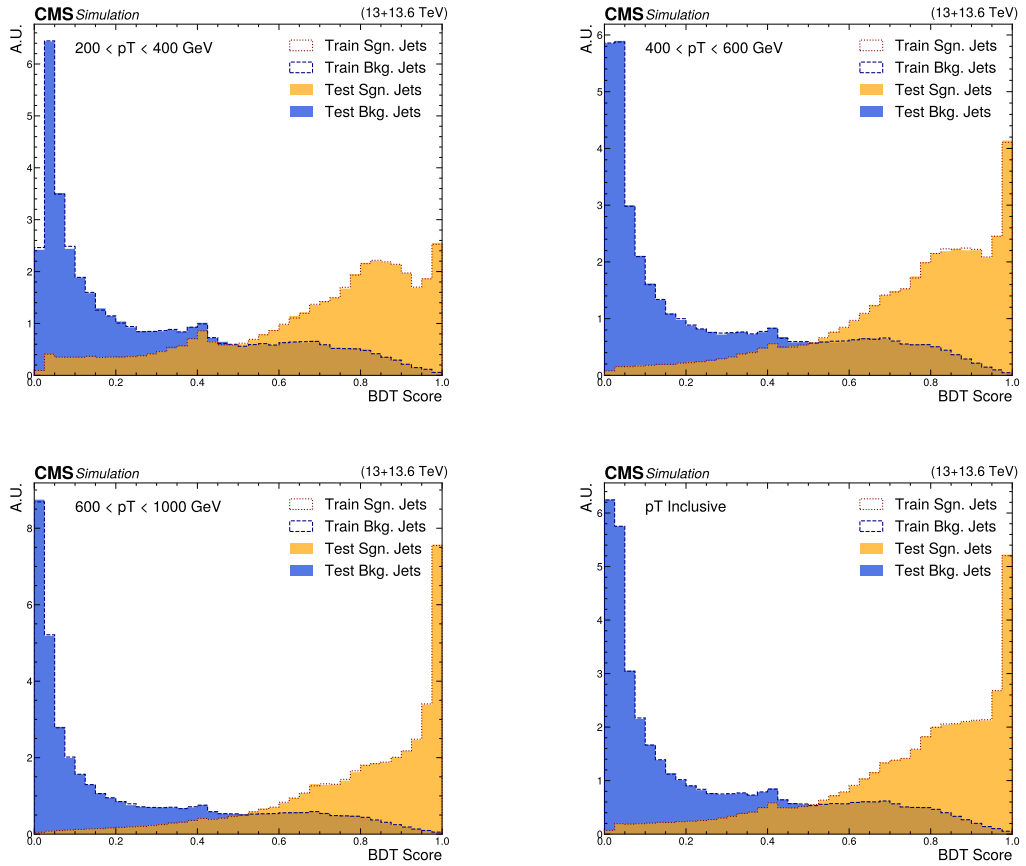 CMS Simulation (13+13.6 TeV)
A.U.
200 < pT < 400 GeV
Train Sgn. Jets
Train Bkg. Jets
Test Sgn. Jets
Test Bkg. Jets
6
5
4
3
2
1
0
0.0 0.2 0.4 0.6 0.8 1.0
BDT Score
CMS Simulation (13+13.6 TeV)
A.U.
400 < pT < 600 GeV
Train Sgn. Jets
Train Bkg. Jets
Test Sgn. Jets
Test Bkg. Jets
6
5
4
3
2
1
0
0.0 0.2 0.4 0.6 0.8 1.0
BDT Score
CMS Simulation (13+13.6 TeV)
A.U.
600 < pT < 1000 GeV
Train Sgn. Jets
Train Bkg. Jets
Test Sgn. Jets
Test Bkg. Jets
8
6
4
2
0
0.0 0.2 0.4 0.6 0.8 1.0
BDT Score
CMS Simulation (13+13.6 TeV)
A.U.
pT Inclusive
Train Sgn. Jets
Train Bkg. Jets
Test Sgn. Jets
Test Bkg. Jets
6
5
4
3
2
1
0
0.0 0.2 0.4 0.6 0.8 1.0
BDT Score